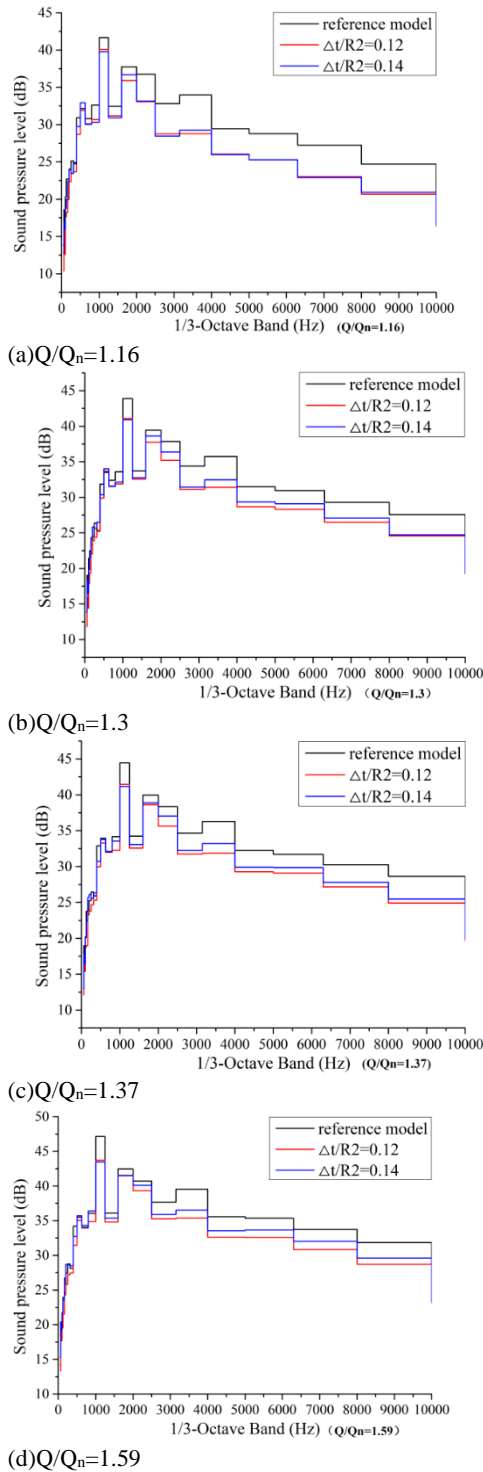 reference model
△t/R2=0.12
△t/R2=0.14
Sound pressure level (dB)
45
40
35
30
25
20
15
10
0 1000 2000 3000 4000 5000 6000 7000 8000 9000 10000
1/3-Octave Band (Hz) (Q/Qn=1.16)
(a)Q/Qn=1.16
reference model
△t/R2=0.12
△t/R2=0.14
Sound pressure level (dB)
45
40
35
30
25
20
15
10
0 1000 2000 3000 4000 5000 6000 7000 8000 9000 10000
1/3-Octave Band (Hz) （Q/Qn=1.3）
(b)Q/Qn=1.3
reference model
△t/R2=0.12
△t/R2=0.14
Sound pressure level (dB)
45
40
35
30
25
20
15
10
0 1000 2000 3000 4000 5000 6000 7000 8000 9000 10000
1/3-Octave Band (Hz) (Q/Qn=1.37)
(c)Q/Qn=1.37
reference model
△t/R2=0.12
△t/R2=0.14
Sound pressure level (dB)
50
45
40
35
30
25
20
15
10
0 1000 2000 3000 4000 5000 6000 7000 8000 9000 10000
1/3-Octave Band (Hz) （Q/Qn=1.59）
(d)Q/Qn=1.59